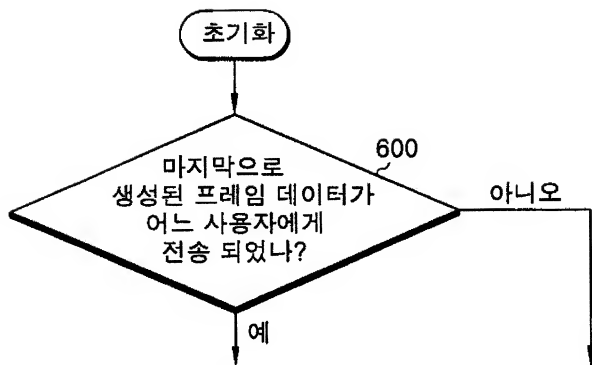 초기화
600
마지막으로
생성된 프레임 데이터가
어느 사용자에게
전송 되었나?
아니오
예